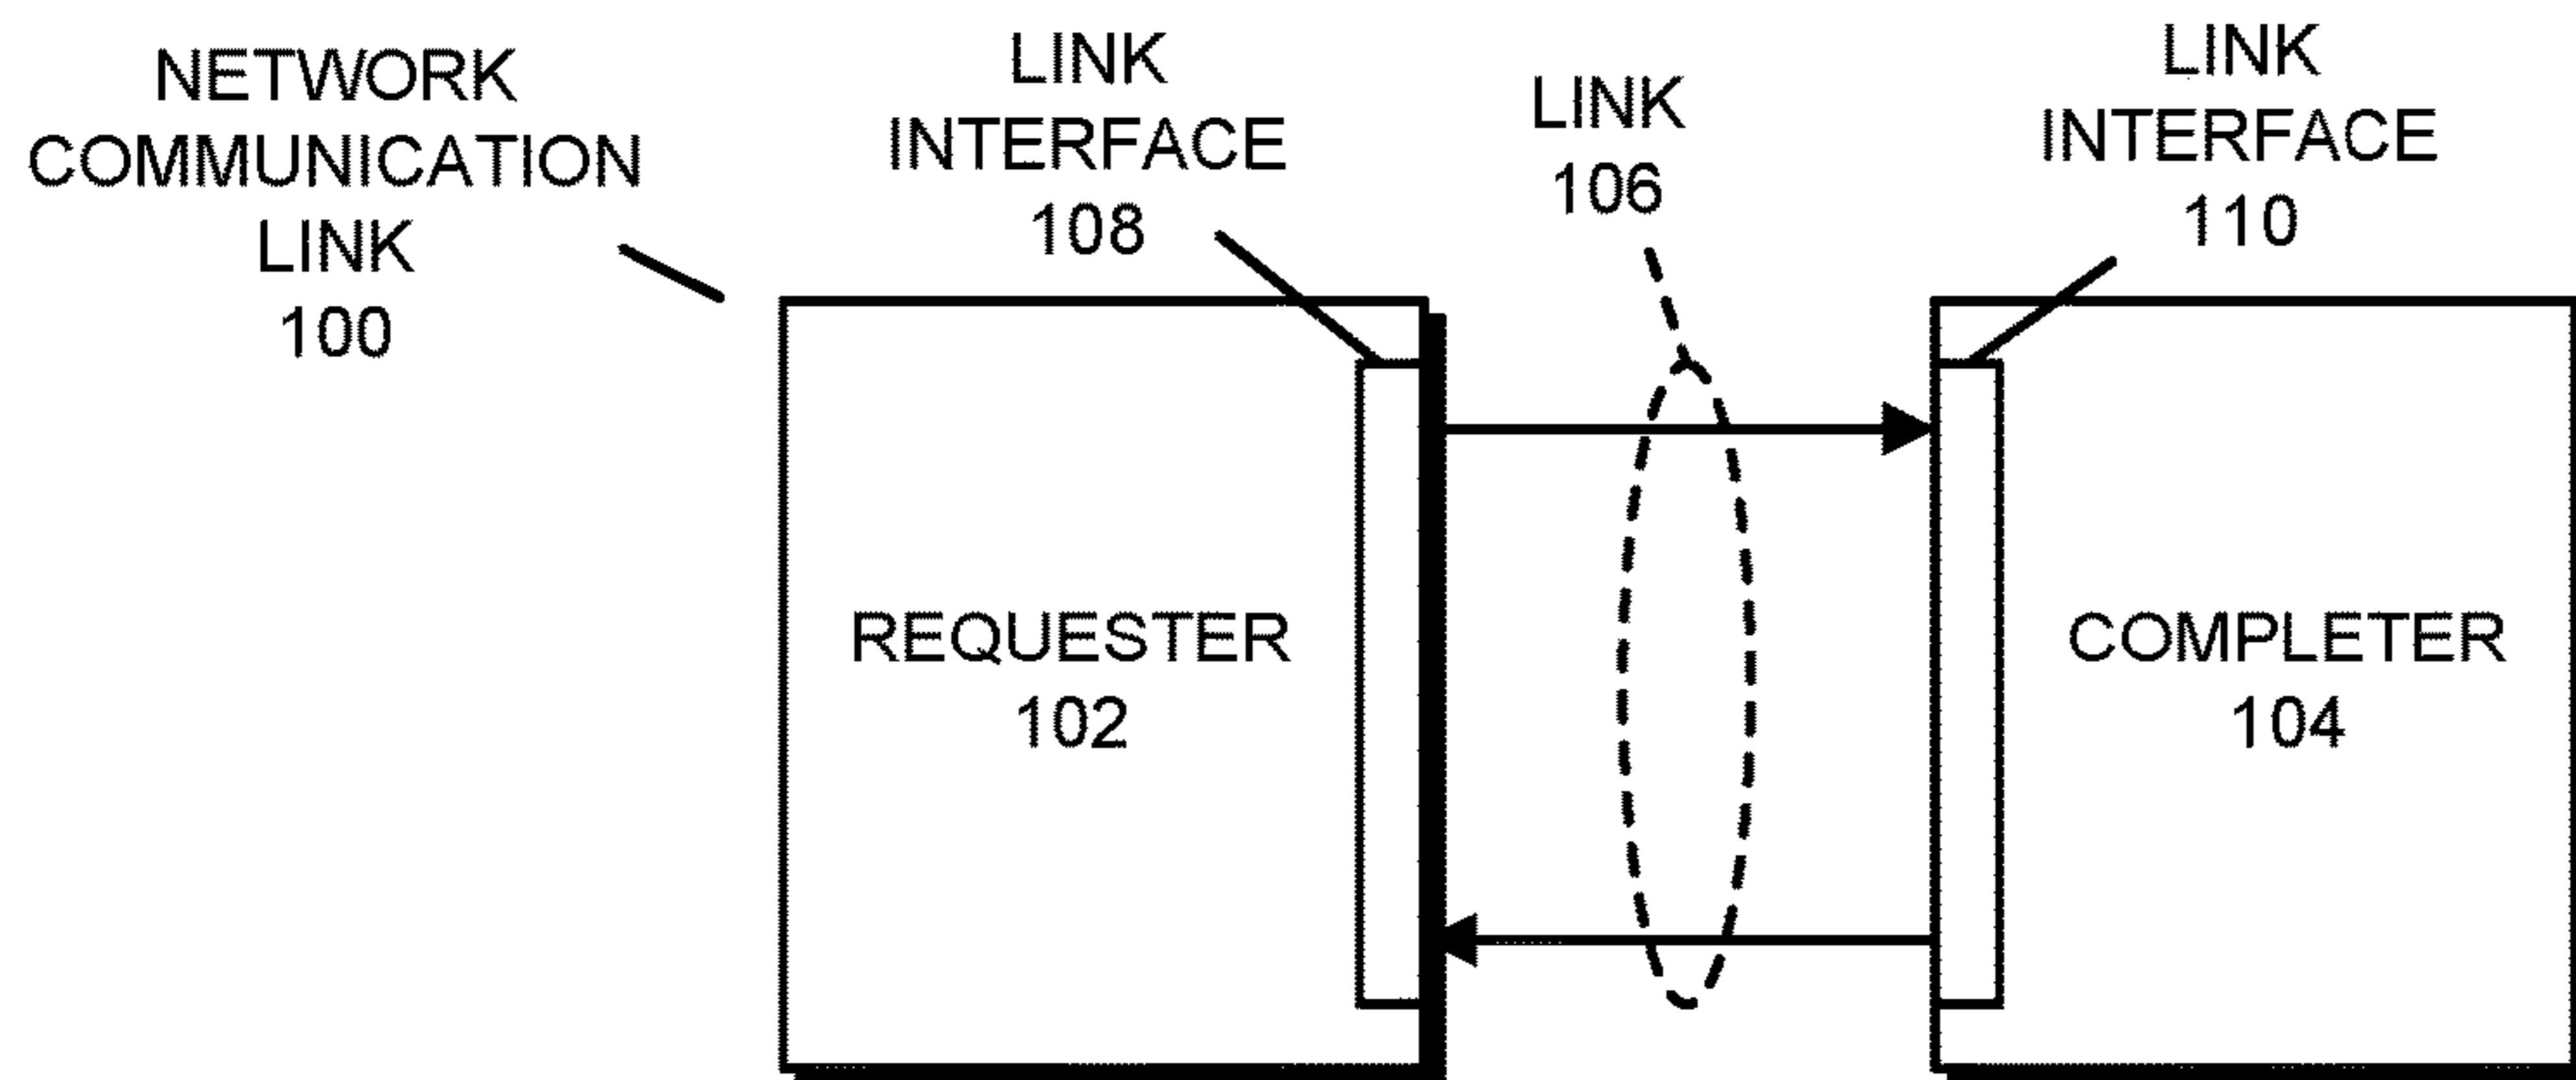 NETWORK
COMMUNICATION
LINK
100
LINK
INTERFACE
108
LINK
106
LINK
INTERFACE
110
REQUESTER
102
COMPLETER
104